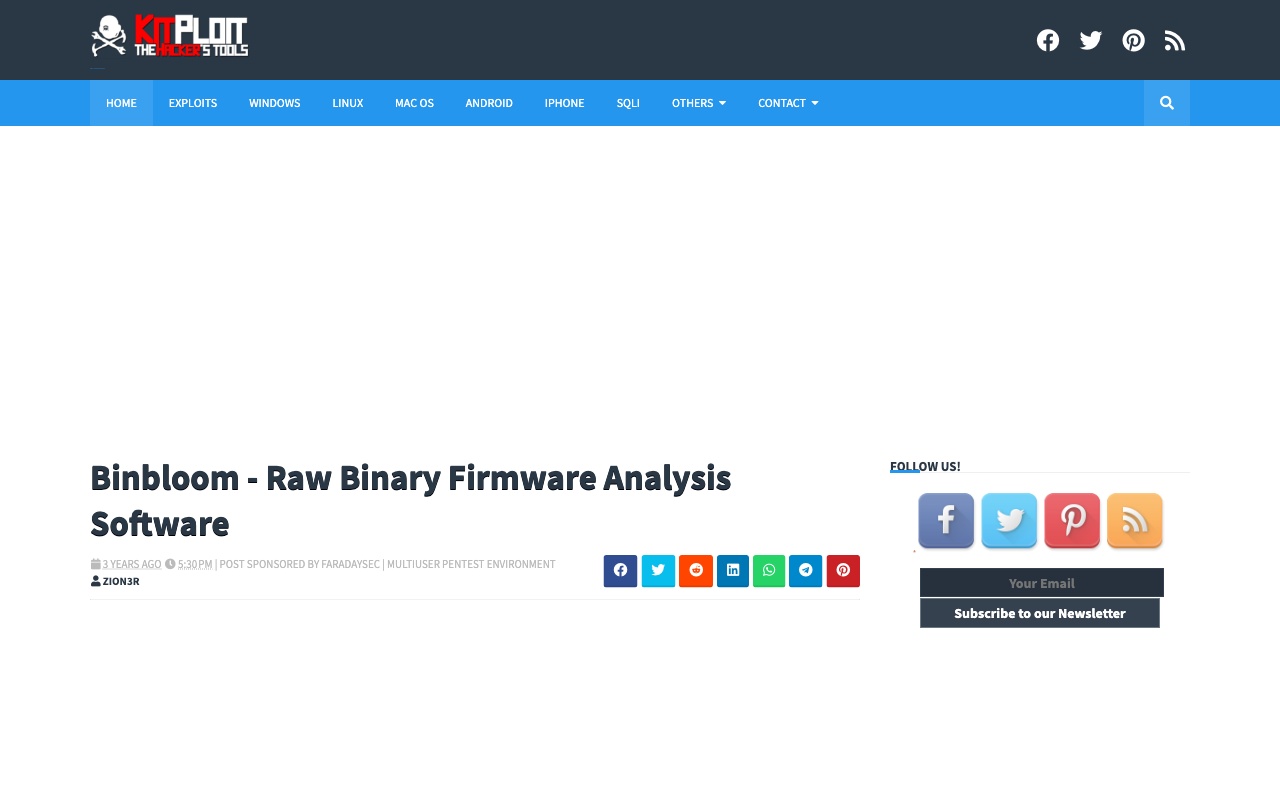 KITPLOIT
THE HACKER'S TOOLS
HOME EXPLOITS WINDOWS LINUX MAC OS ANDROID IPHONE SQLI OTHERS CONTACT
Binbloom - Raw Binary Firmware Analysis
Software
3 YEARS AGO 5:30 PM | POST SPONSORED BY FARADAYSEC | MULTIUSER PENTEST ENVIRONMENT
ZION3R
FOLLOW US!
Your Email
Subscribe to our Newsletter